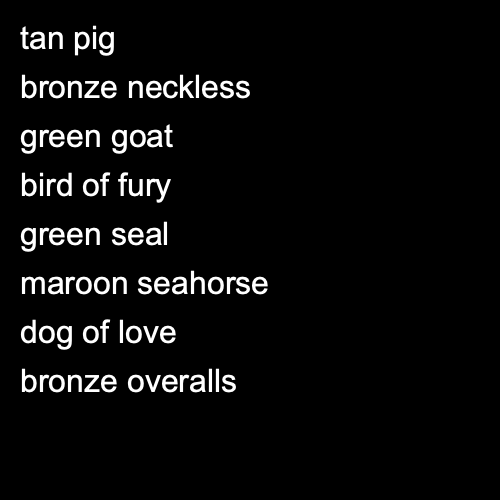 tan pig
bronze neckless
green goat
bird of fury
green seal
maroon seahorse
dog of love
bronze overalls